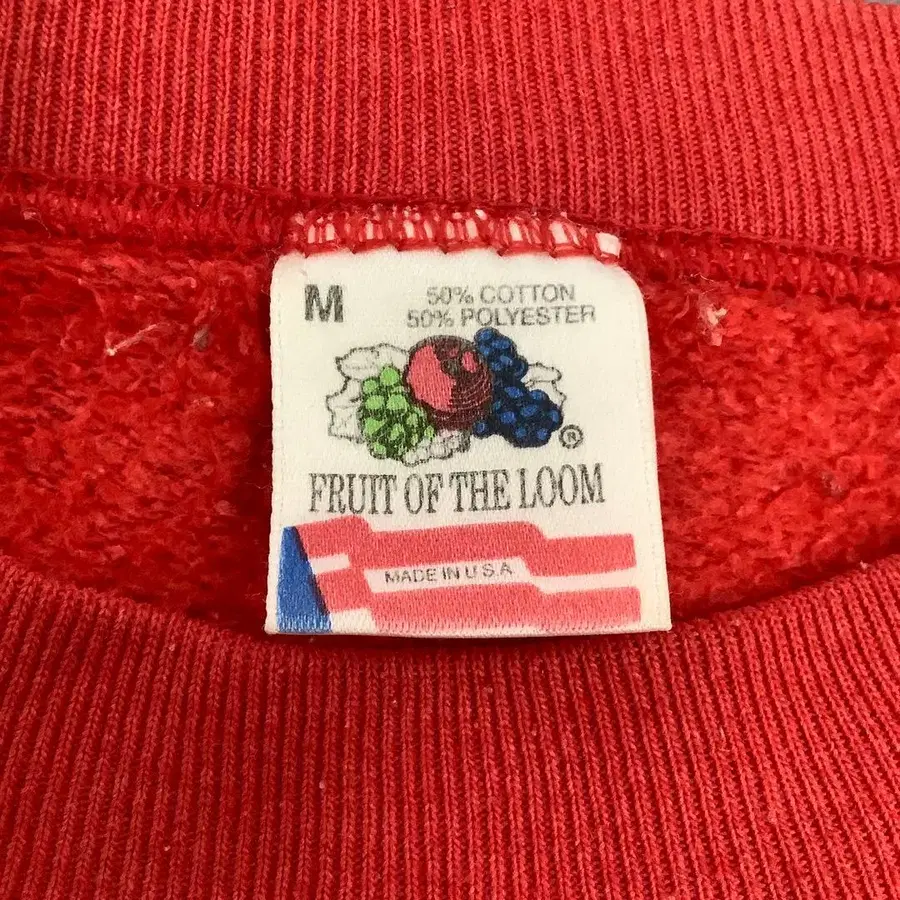 M
50% COTTON
50% POLYESTER
®
FRUIT OF THE LOOM
MADE IN U.S.A.